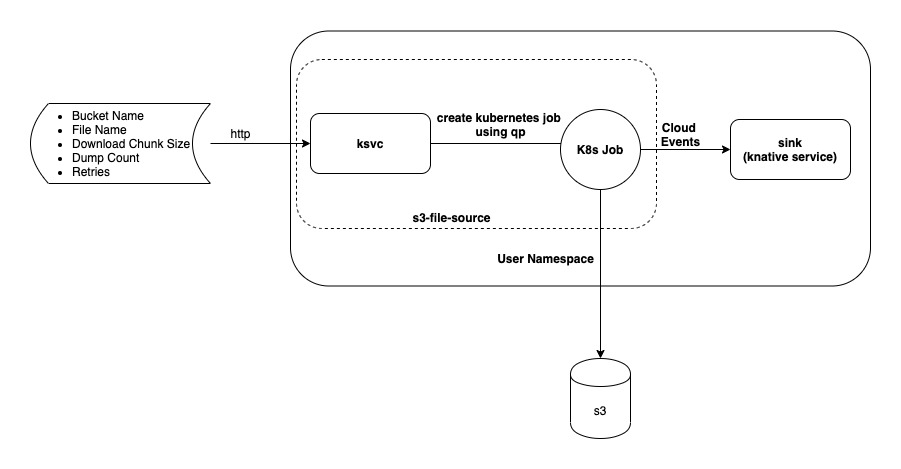 Bucket Name
File Name
Download Chunk Size
Dump Count
Retries
http
ksvc
create kubernetes job
using qp
K8s Job
Cloud
Events
sink
(knative service)
s3-file-source
User Namespace
s3